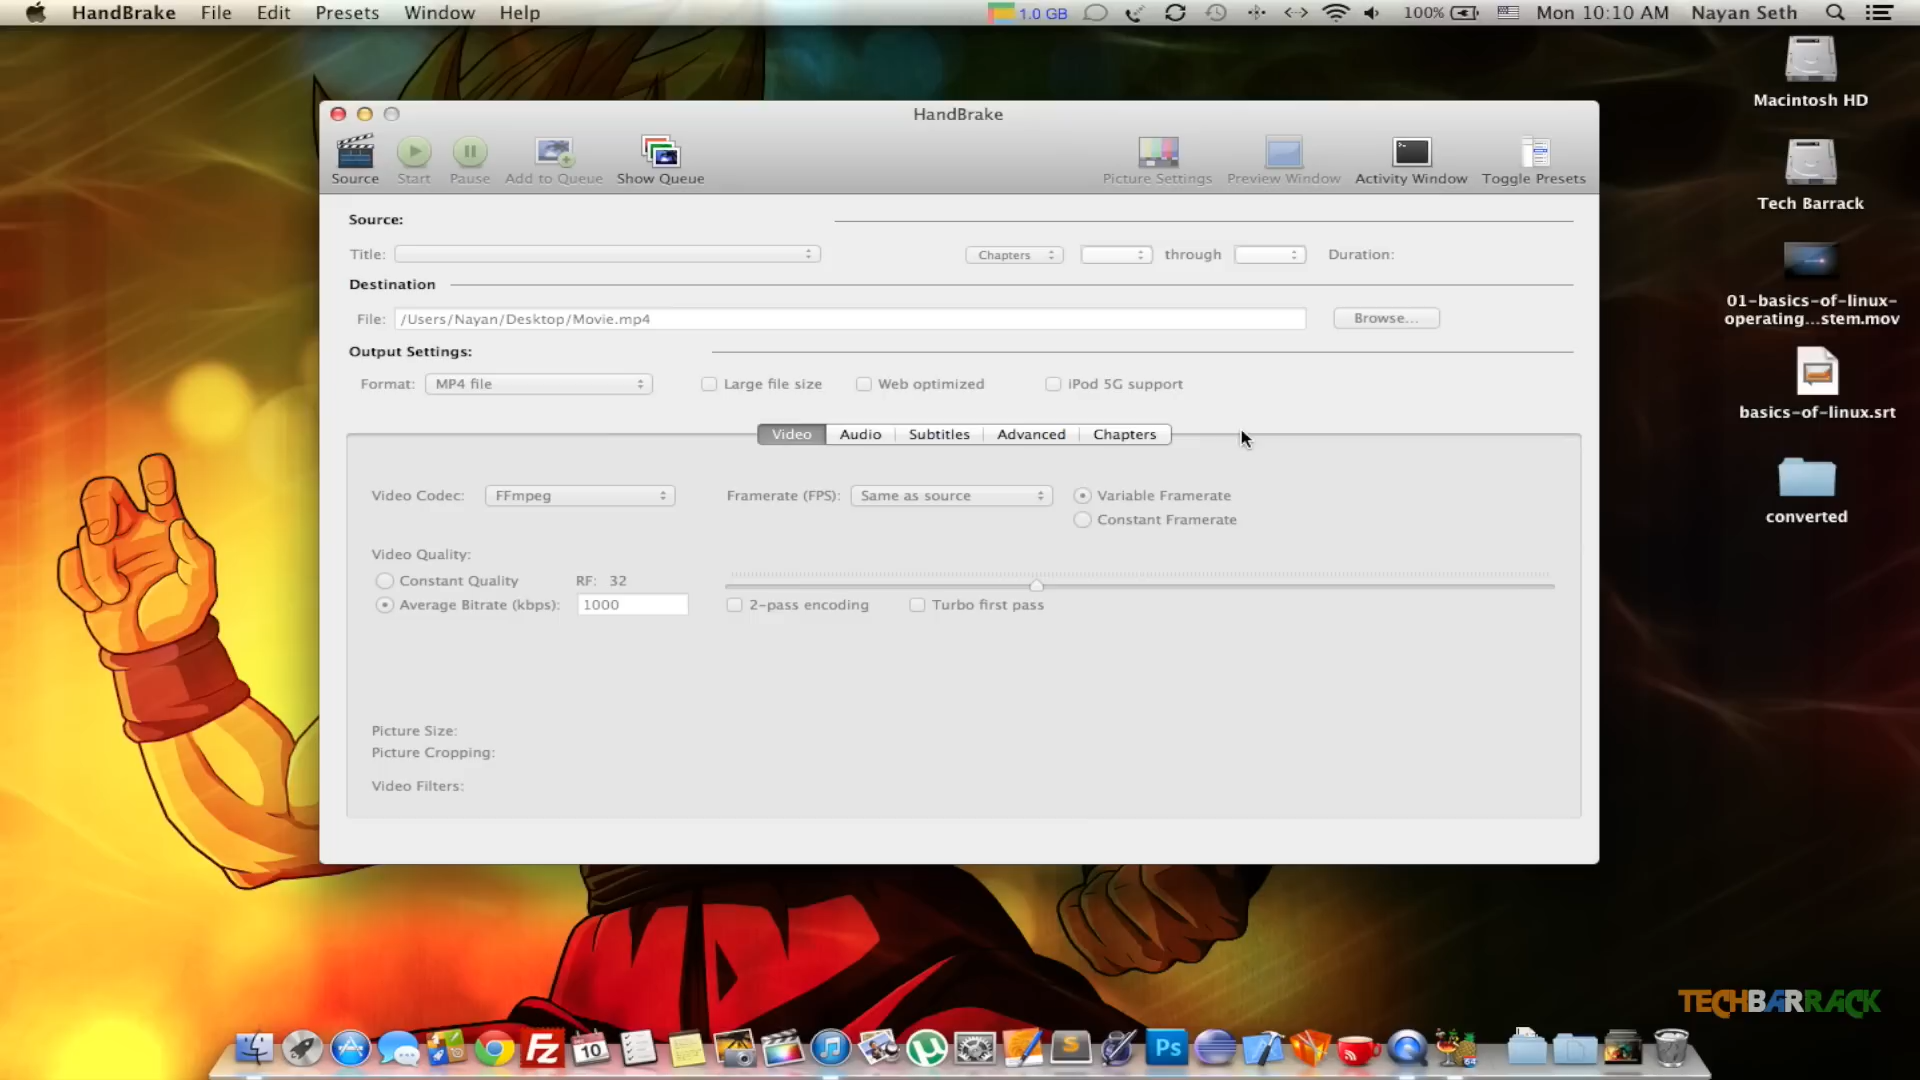 HandBrake File Edit Presets Window Help 1.0 GB 100% Mon 10:10 AM Nayan Seth
HandBrake
Source Start Pause Add to Queue Show Queue Picture Settings Preview Window Activity Window Toggle Presets
Source:
Title: Chapters through Duration:
Destination
File: /Users/Nayan/Desktop/Movie.mp4 Browse...
Output Settings:
Format: MP4 file Large file size Web optimized iPod 5G support
Video Audio Subtitles Advanced Chapters
Video Codec: FFmpeg Framerate (FPS): Same as source Variable Framerate
Constant Framerate
Video Quality:
Constant Quality RF: 32
Average Bitrate (kbps): 1000 2-pass encoding Turbo first pass
Picture Size:
Picture Cropping:
Video Filters:
Macintosh HD
Tech Barrack
01-basics-of-linux-
operating...stem.mov
basics-of-linux.srt
converted
TECHBARRACK
FZ 10 S Ps